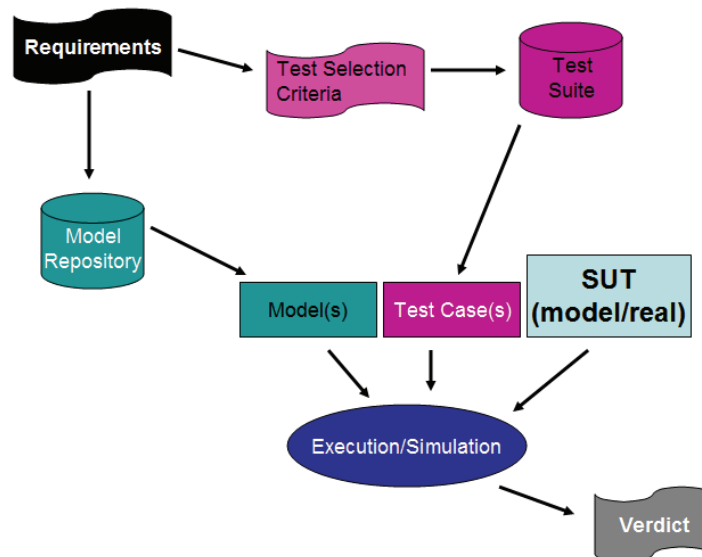 Requirements
Test Selection
Criteria
Test
Suite
Model
Repository
Model(s)
Test Case(s)
SUT
(model/real)
Execution/Simulation
Verdict